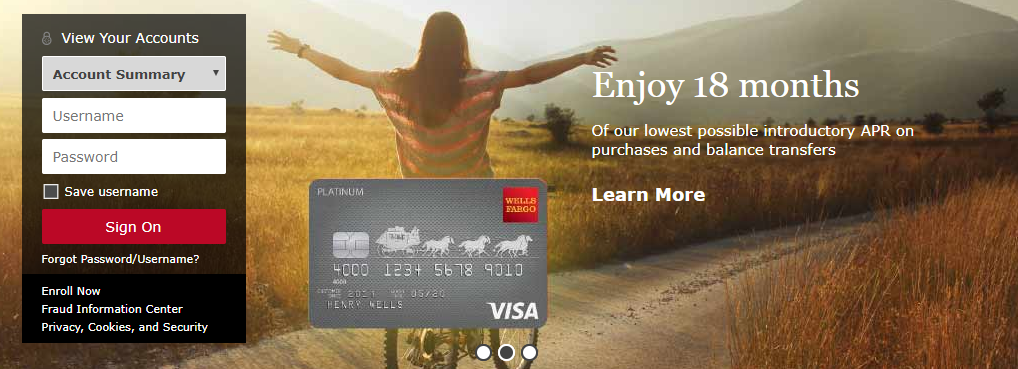 View Your Accounts
Account Summary
Username
Password
Save username
Sign On
Forgot Password/Username?
Enroll Now
Fraud Information Center
Privacy, Cookies, and Security
Enjoy 18 months
Of our lowest possible introductory APR on
purchases and balance transfers
Learn More
PLATINUM
WELLS
FARGO
4000 1234 5678 9010
4000
05/20
HENRY WELLS
VISA